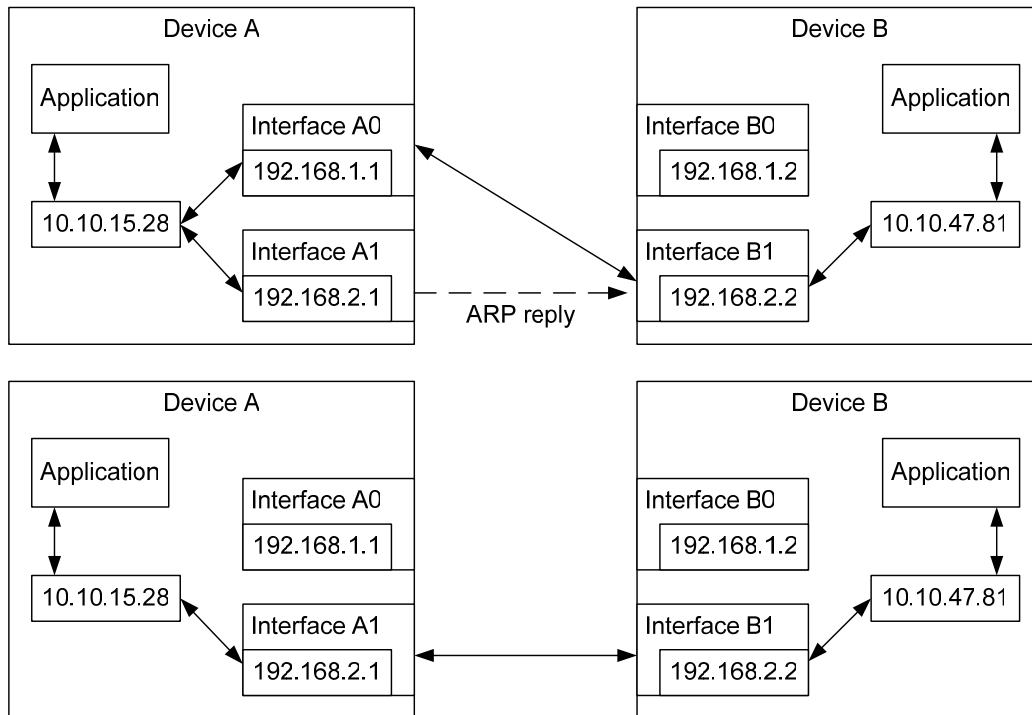 Device A
Device B
Application
Application
Interface A0
Interface B0
192.168.1.1
192.168.1.2
10.10.15.28
10.10.47.81
Interface A1
Interface B1
192.168.2.1
192.168.2.2
ARP reply
Device A
Device B
Application
Application
Interface A0
Interface B0
192.168.1.1
192.168.1.2
10.10.15.28
10.10.47.81
Interface A1
Interface B1
192.168.2.1
192.168.2.2